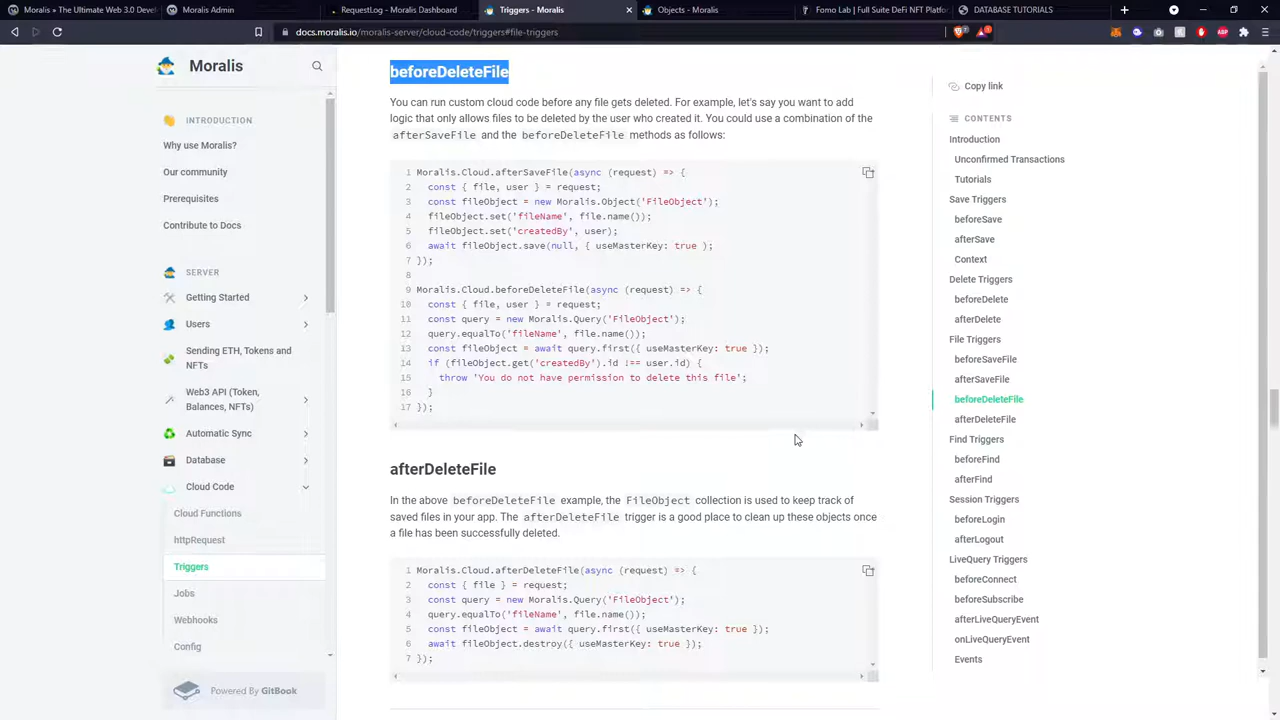 Moralis » The Ultimate Web 3.0 Devel
Moralis Admin
RequestLog - Moralis Dashboard
Triggers - Moralis
Objects - Moralis
Fomo Lab | Full Suite DeFi NFT Platfor
DATABASE TUTORIALS
docs.moralis.io/moralis-server/cloud-code/triggers#file-triggers
Moralis
INTRODUCTION
Why use Moralis?
Our community
Prerequisites
Contribute to Docs
SERVER
Getting Started
Users
Sending ETH, Tokens and
NFTs
Web3 API (Token,
Balances, NFTs)
Automatic Sync
Database
Cloud Code
Cloud Functions
httpRequest
Triggers
Jobs
Webhooks
Config
Powered By GitBook
beforeDeleteFile
You can run custom cloud code before any file gets deleted. For example, let's say you want to add
logic that only allows files to be deleted by the user who created it. You could use a combination of the
afterSaveFile and the beforeDeleteFile methods as follows:
1 Moralis.Cloud.afterSaveFile(async (request) => {
2 const { file, user } = request;
3 const fileObject = new Moralis.Object('FileObject');
4 fileObject.set('fileName', file.name());
5 fileObject.set('createdBy', user);
6 await fileObject.save(null, { useMasterKey: true );
7 });
8
9 Moralis.Cloud.beforeDeleteFile(async (request) => {
10 const { file, user } = request;
11 const query = new Moralis.Query('FileObject');
12 query.equalTo('fileName', file.name());
13 const fileObject = await query.first({ useMasterKey: true });
14 if (fileObject.get('createdBy').id !== user.id) {
15 throw 'You do not have permission to delete this file';
16 }
17 });
afterDeleteFile
In the above beforeDeleteFile example, the FileObject collection is used to keep track of
saved files in your app. The afterDeleteFile trigger is a good place to clean up these objects once
a file has been successfully deleted.
1 Moralis.Cloud.afterDeleteFile(async (request) => {
2 const { file } = request;
3 const query = new Moralis.Query('FileObject');
4 query.equalTo('fileName', file.name());
5 const fileObject = await query.first({ useMasterKey: true });
6 await fileObject.destroy({ useMasterKey: true });
7 });
Copy link
CONTENTS
Introduction
Unconfirmed Transactions
Tutorials
Save Triggers
beforeSave
afterSave
Context
Delete Triggers
beforeDelete
afterDelete
File Triggers
beforeSaveFile
afterSaveFile
beforeDeleteFile
afterDeleteFile
Find Triggers
beforeFind
afterFind
Session Triggers
beforeLogin
afterLogout
LiveQuery Triggers
beforeConnect
beforeSubscribe
afterLiveQueryEvent
onLiveQueryEvent
Events